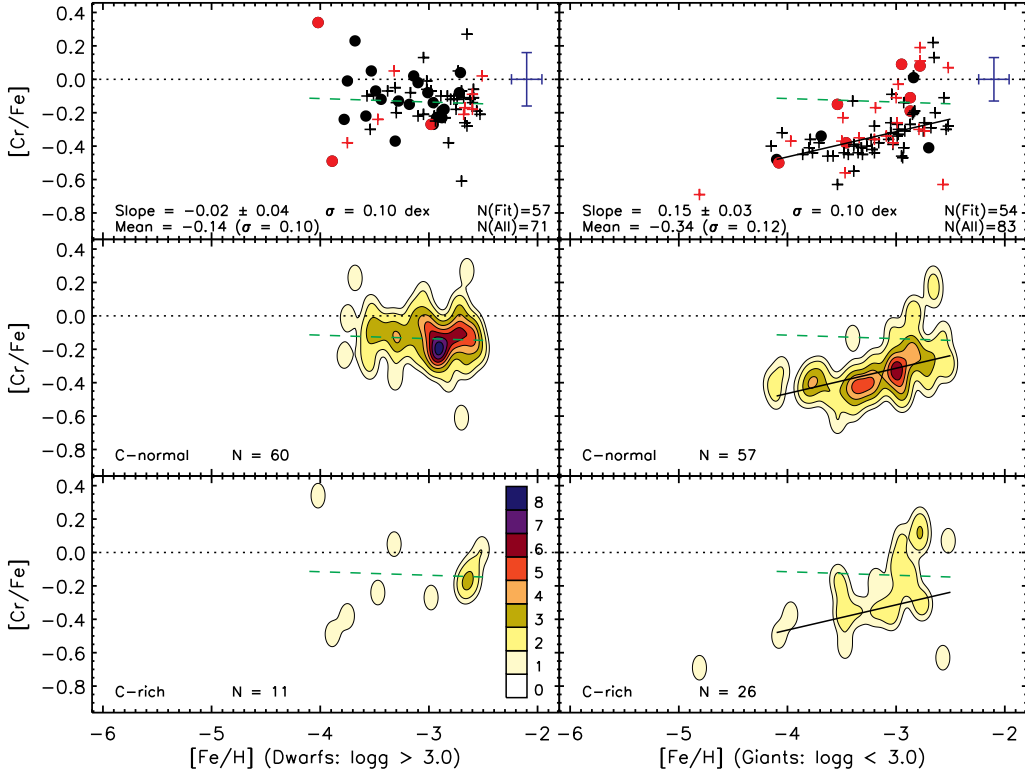 0.4
0.2
0.0
−0.2
−0.4
−0.6
−0.8
[Cr/Fe]
Slope = −0.02 ± 0.04 σ = 0.10 dex N(Fit)=57
Mean = −0.14 (σ = 0.10) N(All)=71
Slope = 0.15 ± 0.03 σ = 0.10 dex N(Fit)=54
Mean = −0.34 (σ = 0.12) N(All)=83
0.4
0.2
0.0
−0.2
−0.4
−0.6
−0.8
[Cr/Fe]
C−normal N = 60
C−normal N = 57
0.4
0.2
0.0
−0.2
−0.4
−0.6
−0.8
[Cr/Fe]
8
7
6
5
4
3
2
1
0
C−rich N = 11
C−rich N = 26
−6 −5 −4 −3 −2
−6 −5 −4 −3 −2
[Fe/H] (Dwarfs: logg > 3.0)
[Fe/H] (Giants: logg < 3.0)